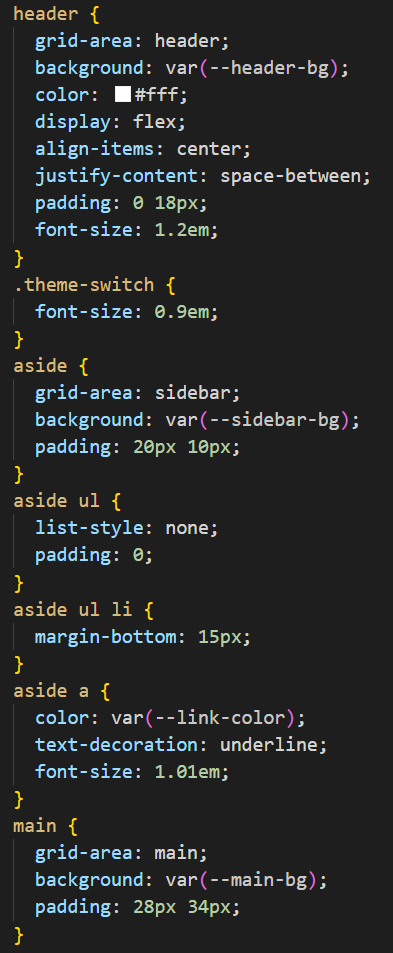 header {
  grid-area: header;
  background: var(--header-bg);
  color: #fff;
  display: flex;
  align-items: center;
  justify-content: space-between;
  padding: 0 18px;
  font-size: 1.2em;
}
.theme-switch {
  font-size: 0.9em;
}
aside {
  grid-area: sidebar;
  background: var(--sidebar-bg);
  padding: 20px 10px;
}
aside ul {
  list-style: none;
  padding: 0;
}
aside ul li {
  margin-bottom: 15px;
}
aside a {
  color: var(--link-color);
  text-decoration: underline;
  font-size: 1.01em;
}
main {
  grid-area: main;
  background: var(--main-bg);
  padding: 28px 34px;
}